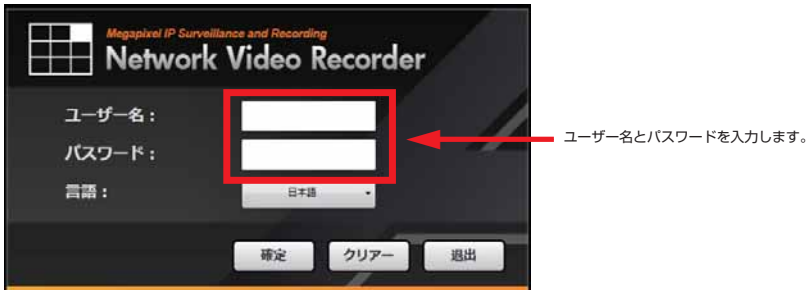 Megapixel IP Surveillance and Recording
Network Video Recorder
ユーザー名：
パスワード：
言語：
日本語
確定
クリアー
退出
ユーザー名とパスワードを入力します。